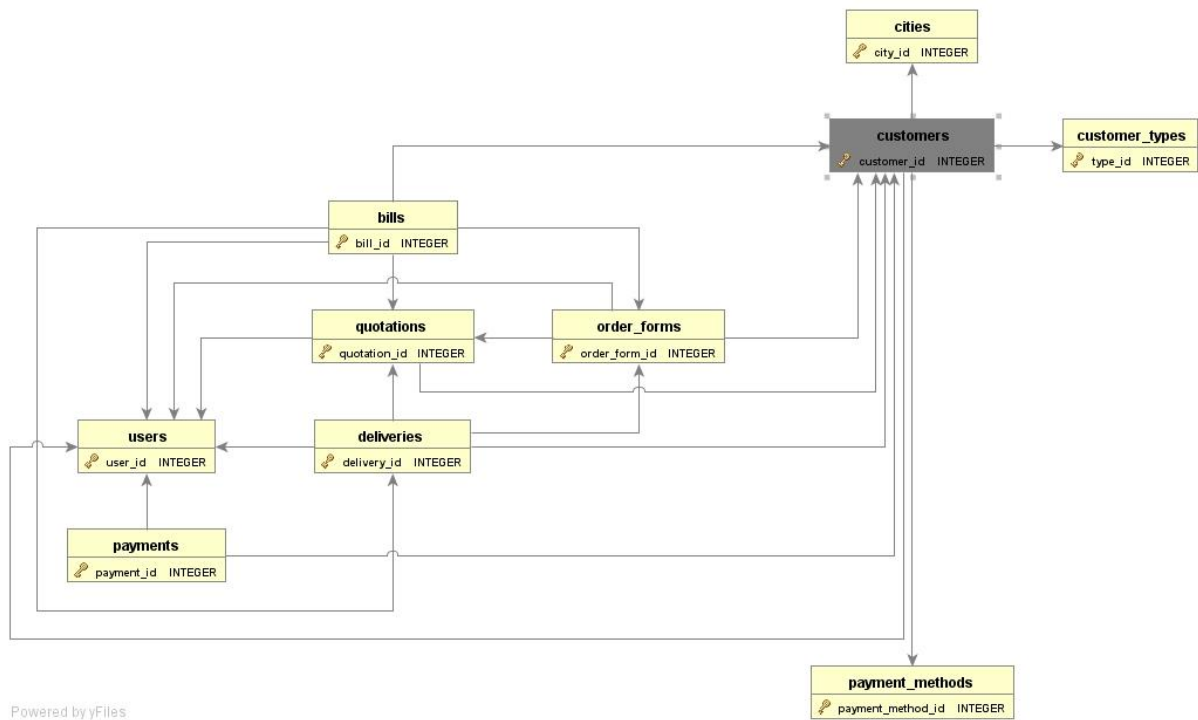 cities
city_id INTEGER
customers
customer_id INTEGER
customer_types
type_id INTEGER
bills
bill_id INTEGER
quotations
quotation_id INTEGER
order_forms
order_form_id INTEGER
users
user_id INTEGER
deliveries
delivery_id INTEGER
payments
payment_id INTEGER
payment_methods
payment_method_id INTEGER
Powered by yFiles